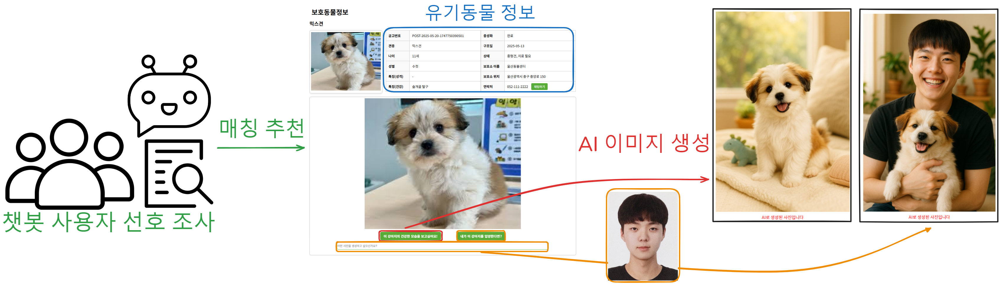 챗봇 사용자 선호 조사
매칭 추천
보호동물정보
믹스견
유기동물 정보
공고번호 POST-2025-05-20-1747750390501 중성화 완료
견종 믹스견 구조일 2025-05-13
나이 11세 상태 중형견, 치료 필요
성별 수컷 보호소 이름 울산동물센터
특징(성격) - 보호소 위치 울산광역시 중구 중앙로 150
특징(건강) 슬개골 탈구 연락처 052-111-2222 채팅하기
이 강아지의 건강한 모습을 보고싶어요!
내가 이 강아지를 입양한다면?
어떤 사진을 생성하고 싶으신가요?
AI 이미지 생성
AI로 생성된 사진입니다
AI로 생성된 사진입니다